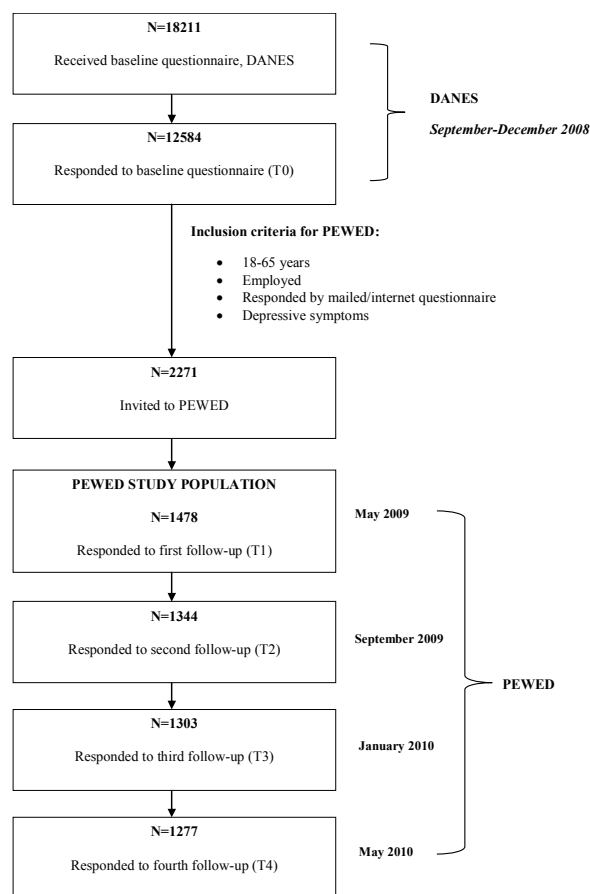 N=18211
Received baseline questionnaire, DANES
DANES
September-December 2008
N=12584
Responded to baseline questionnaire (T0)
Inclusion criteria for PEWED:
• 18-65 years
• Employed
• Responded by mailed/internet questionnaire
• Depressive symptoms
N=2271
Invited to PEWED
PEWED STUDY POPULATION
N=1478
Responded to first follow-up (T1)
May 2009
N=1344
Responded to second follow-up (T2)
September 2009
PEWED
N=1303
Responded to third follow-up (T3)
January 2010
N=1277
Responded to fourth follow-up (T4)
May 2010